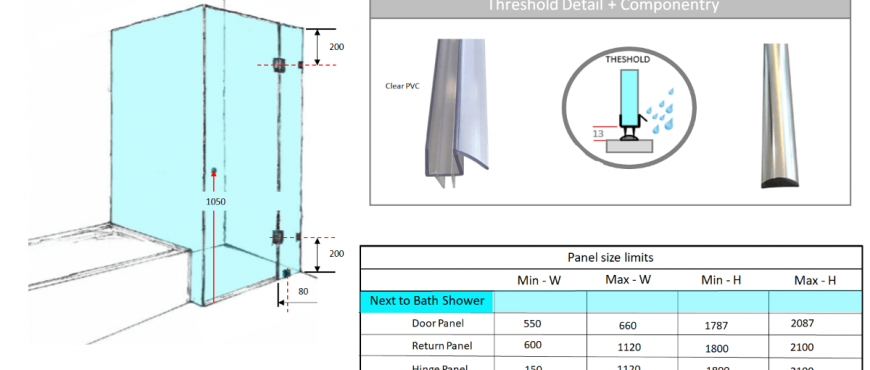 Threshold Detail + Componentry
200
Clear PVC
THESHOLD
13
1050
200
80
Panel size limits
Min - W Max - W Min - H Max - H
Next to Bath Shower
Door Panel 550 660 1787 2087
Return Panel 600 1120 1800 2100
Hinge Panel 150 1120 1800 2100